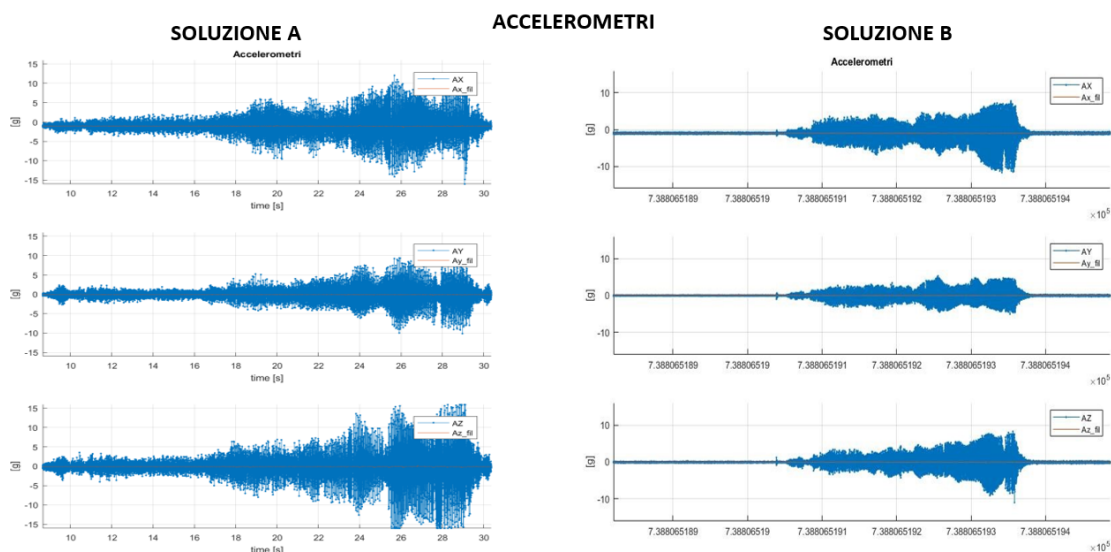 ACCELEROMETRI
SOLUZIONE A
SOLUZIONE B
Accelerometri
15
10
5
0
-5
-10
-15
[g]
AX
Ax_fil
10 12 14 16 18 20 22 24 26 28 30
time [s]
15
10
5
0
-5
-10
-15
[g]
AY
Ay_fil
10 12 14 16 18 20 22 24 26 28 30
time [s]
15
10
5
0
-5
-10
-15
[g]
AZ
Az_fil
10 12 14 16 18 20 22 24 26 28 30
time [s]
Accelerometri
10
0
-10
[g]
AX
Ax_fil
7.388065189 7.38806519 7.388065191 7.388065192 7.388065193 7.388065194
×10⁵
10
0
-10
[g]
AY
Ay_fil
7.388065189 7.38806519 7.388065191 7.388065192 7.388065193 7.388065194
×10⁵
10
0
-10
[g]
AZ
Az_fil
7.388065189 7.38806519 7.388065191 7.388065192 7.388065193 7.388065194
×10⁵